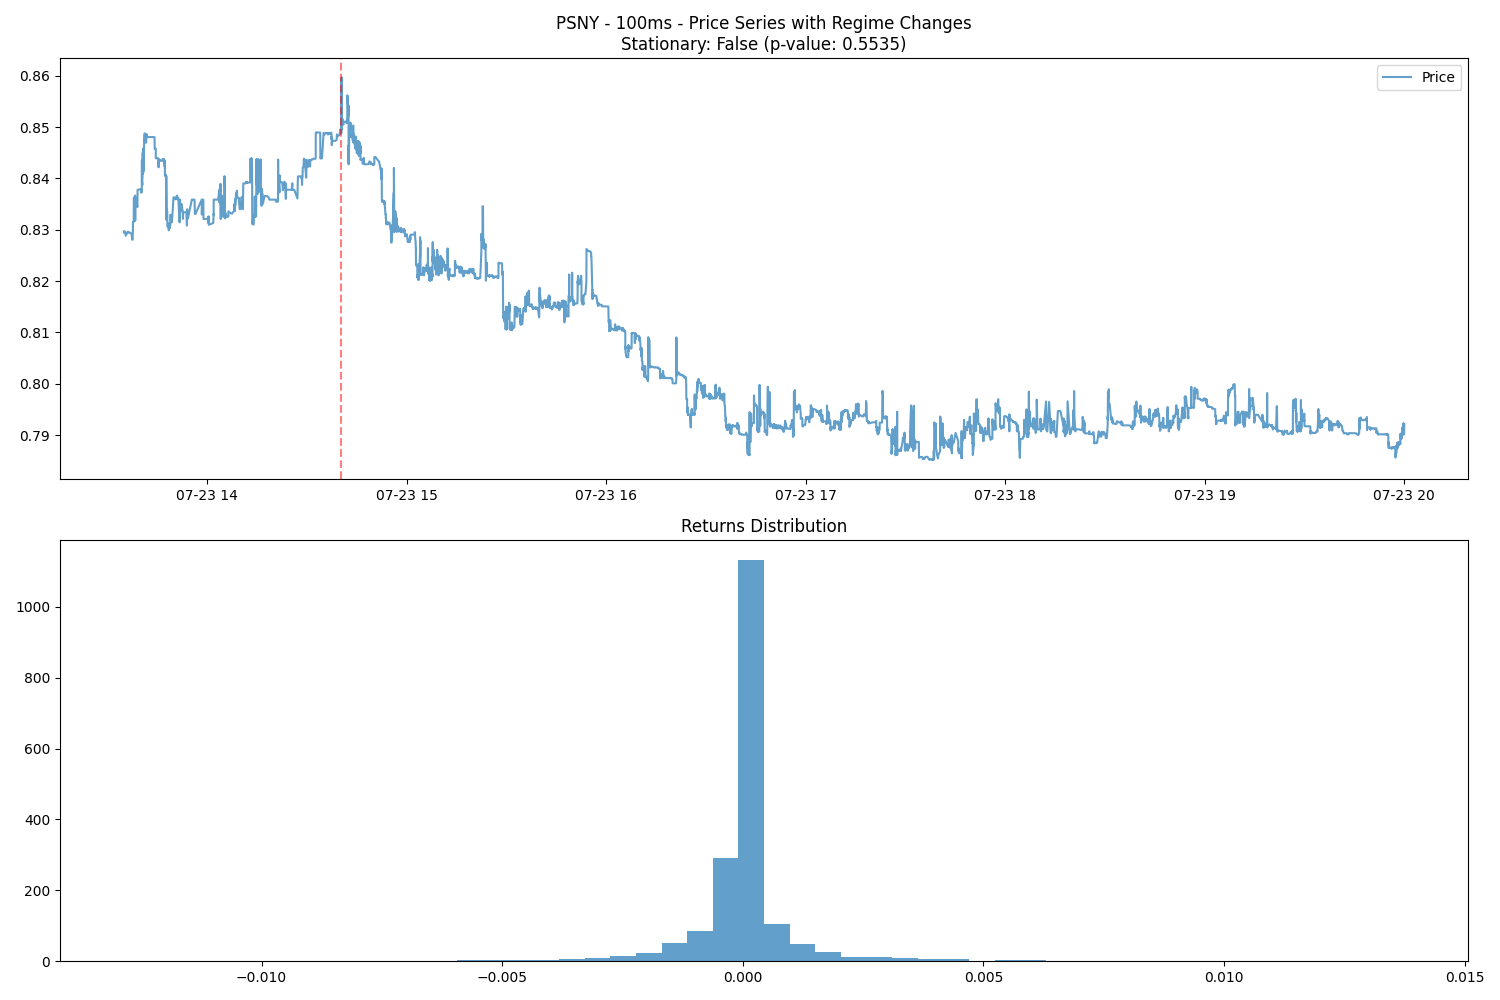 PSNY - 100ms - Price Series with Regime Changes
Stationary: False (p-value: 0.5535)
Price
0.86
0.85
0.84
0.83
0.82
0.81
0.80
0.79
07-23 14 07-23 15 07-23 16 07-23 17 07-23 18 07-23 19 07-23 20
Returns Distribution
1000
800
600
400
200
0
−0.010 −0.005 0.000 0.005 0.010 0.015